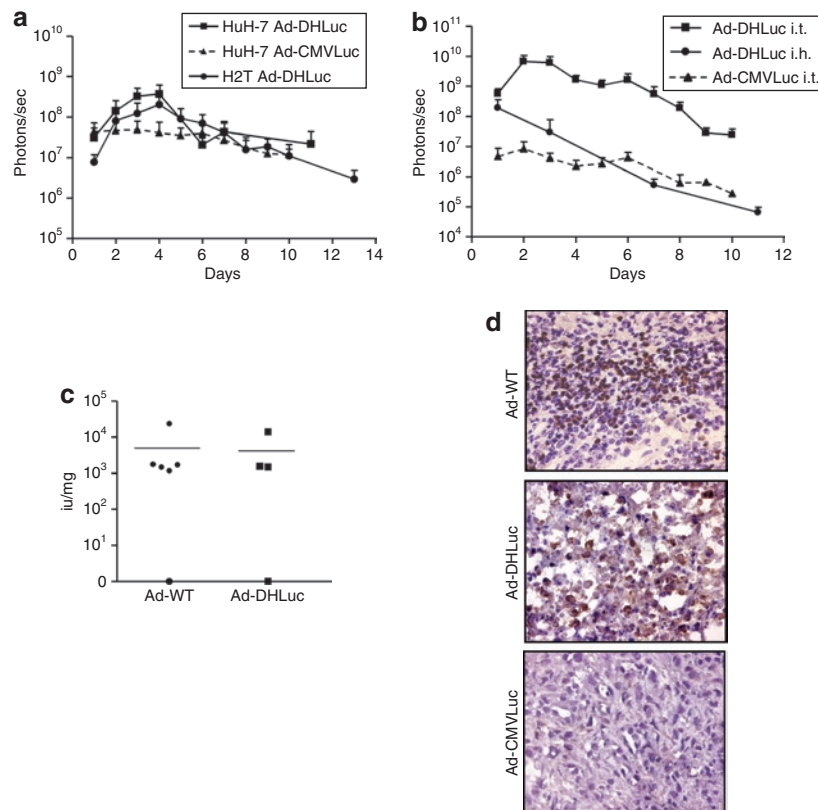 a
Photons/sec
10^10
10^9
10^8
10^7
10^6
10^5
HuH-7 Ad-DHLuc
HuH-7 Ad-CMVLuc
H2T Ad-DHLuc
0 2 4 6 8 10 12 14
Days
b
Photons/sec
10^11
10^10
10^9
10^8
10^7
10^6
10^5
10^4
Ad-DHLuc i.t.
Ad-DHLuc i.h.
Ad-CMVLuc i.t.
0 2 4 6 8 10 12
Days
c
iu/mg
10^5
10^4
10^3
10^2
10^1
0
Ad-WT Ad-DHLuc
d
Ad-WT
Ad-DHLuc
Ad-CMVLuc